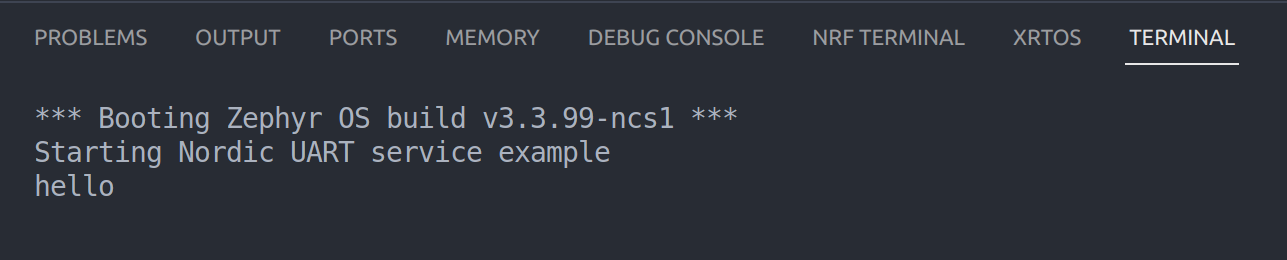 PROBLEMS OUTPUT PORTS MEMORY DEBUG CONSOLE NRF TERMINAL XRTOS TERMINAL
*** Booting Zephyr OS build v3.3.99-ncs1 ***
Starting Nordic UART service example
hello